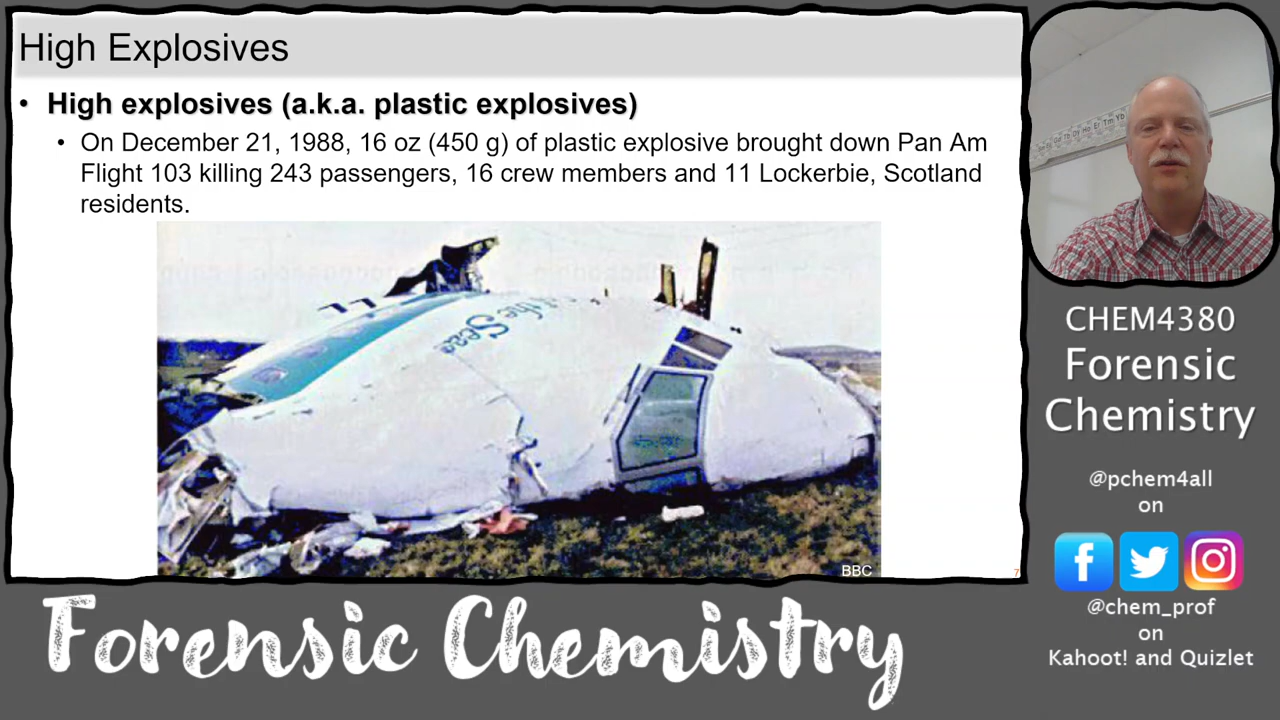 High Explosives
• High explosives (a.k.a. plastic explosives)
• On December 21, 1988, 16 oz (450 g) of plastic explosive brought down Pan Am
Flight 103 killing 243 passengers, 16 crew members and 11 Lockerbie, Scotland
residents.
BBC
7
CHEM4380
Forensic
Chemistry
@pchem4all
on
@chem_prof
on
Kahoot! and Quizlet
Forensic Chemistry